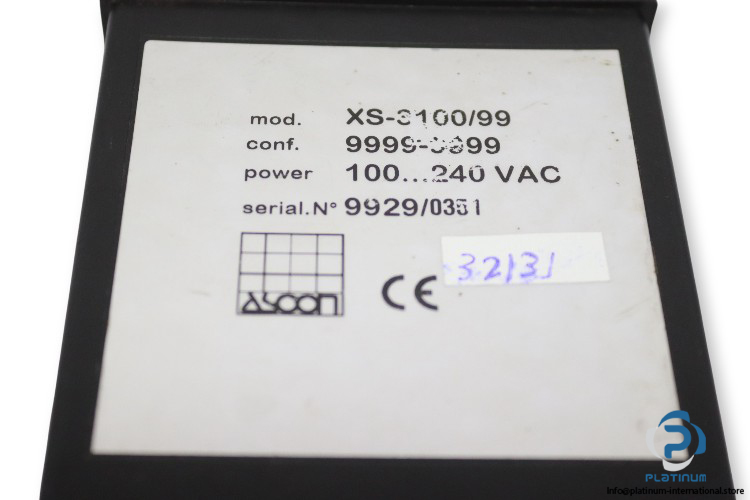 mod. XS-3100/99
conf. 9999-9999
power 100...240 VAC
serial.N° 9929/0351
ASCON
CE
32131
P
PLATINUM
info@platinum-international.store